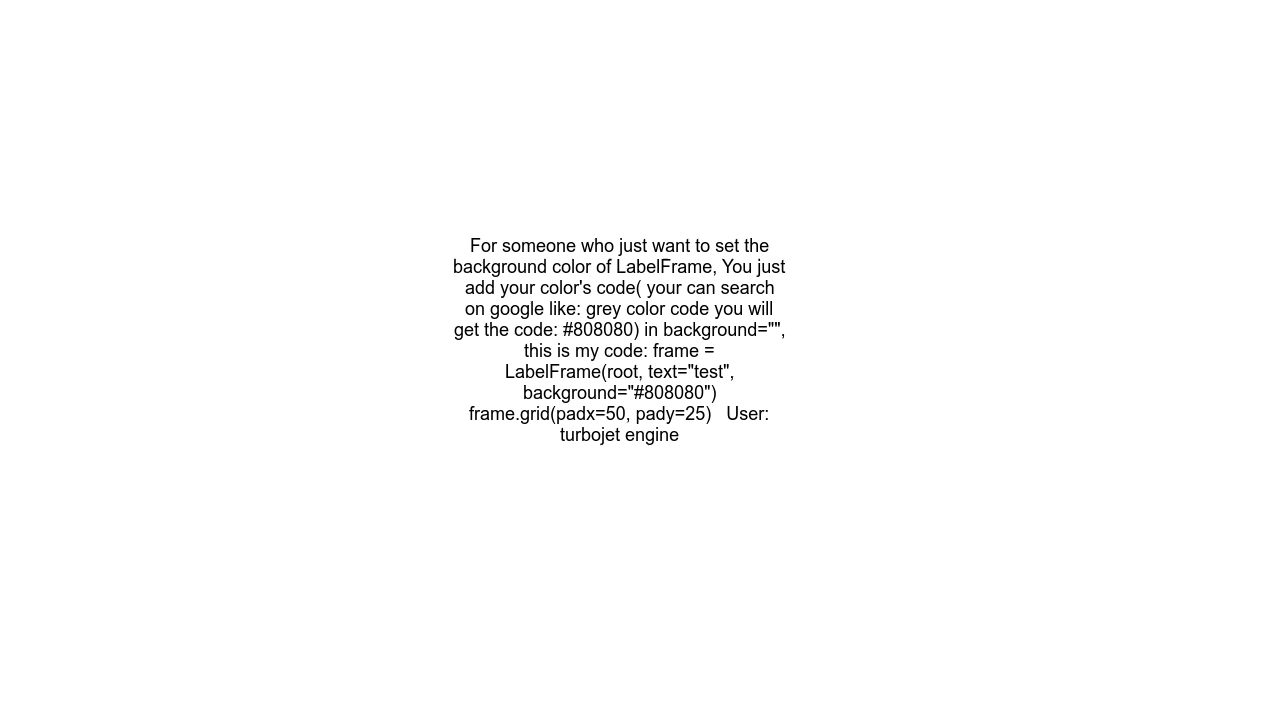 For someone who just want to set the
background color of LabelFrame, You just
add your color's code( your can search
on google like: grey color code you will
get the code: #808080) in background="",
this is my code: frame =
LabelFrame(root, text="test",
background="#808080")
frame.grid(padx=50, pady=25)   User:
turbojet engine